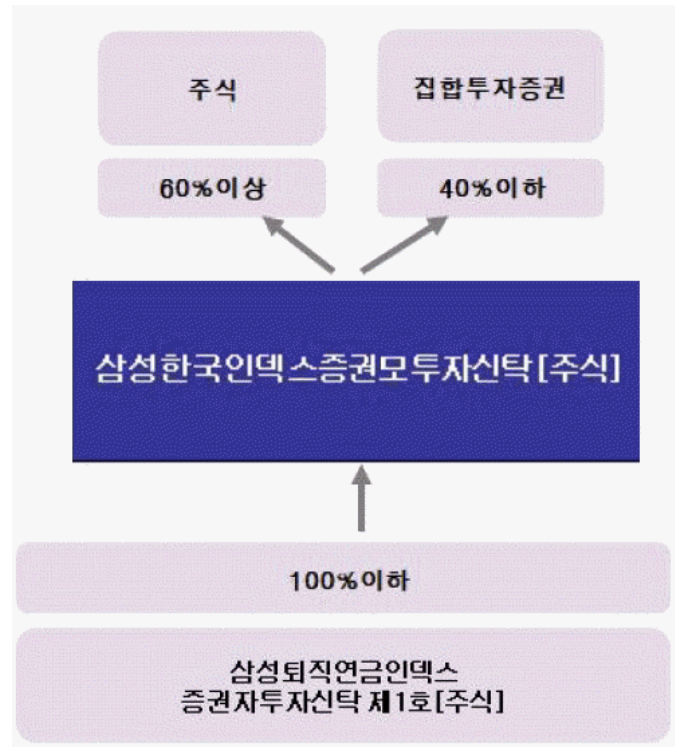 주식
집합투자증권
60%이상
40%이하
삼성한국인덱스증권모투자신탁[주식]
100%이하
삼성퇴직연금인덱스
증권자투자신탁 제1호[주식]